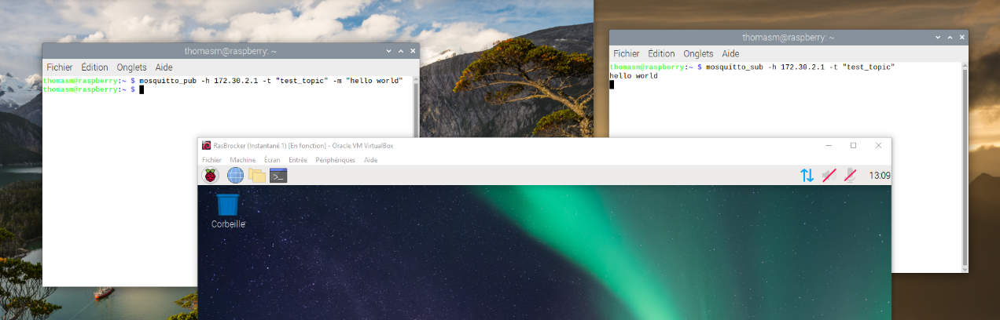 thomasm@raspberry: ~
Fichier Édition Onglets Aide
thomasm@raspberry:~ $ mosquitto_pub -h 172.30.2.1 -t "test_topic" -m "hello world"
thomasm@raspberry:~ $
thomasm@raspberry: ~
Fichier Édition Onglets Aide
thomasm@raspberry:~ $ mosquitto_sub -h 172.30.2.1 -t "test_topic"
hello world
RasBrocker (Instantané 1) [En fonction] - Oracle VM VirtualBox
Fichier Machine Écran Entrée Périphériques Aide
>_ 13:09
Corbeille